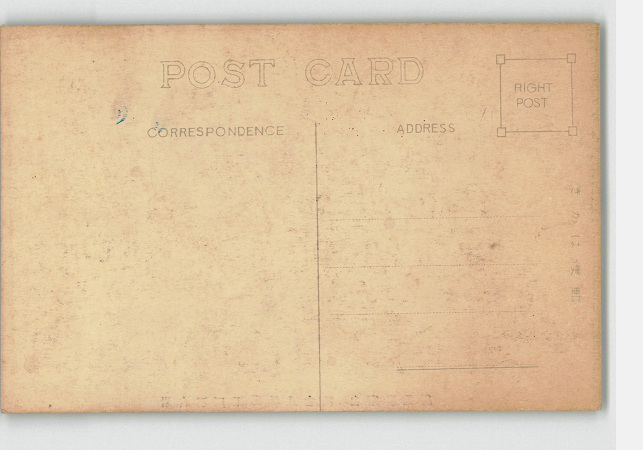 POST CARD
CORRESPONDENCE
ADDRESS
RIGHT
POST